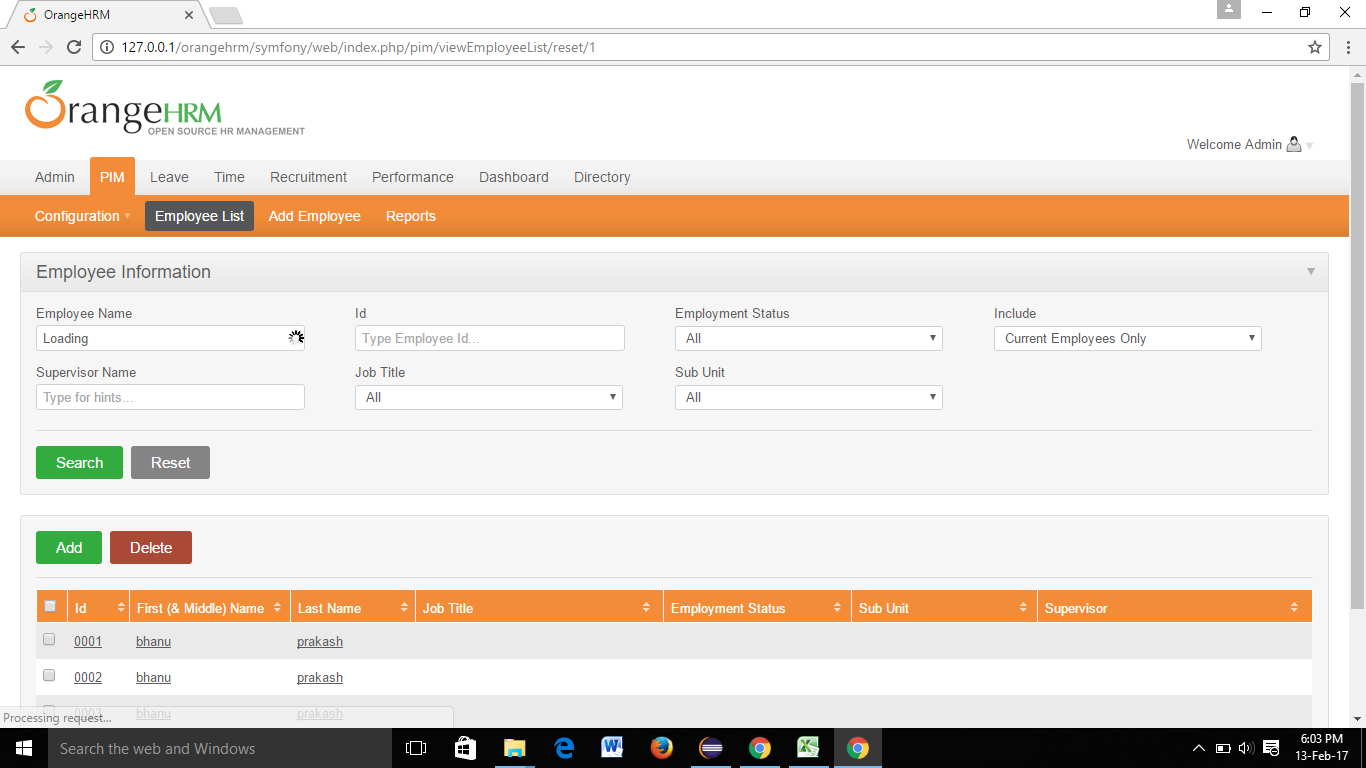 OrangeHRM
127.0.0.1/orangehrm/symfony/web/index.php/pim/viewEmployeeList/reset/1
OrangeHRM
OPEN SOURCE HR MANAGEMENT
Welcome Admin
Admin PIM Leave Time Recruitment Performance Dashboard Directory
Configuration Employee List Add Employee Reports
Employee Information
Employee Name Id Employment Status Include
Loading Type Employee Id... All Current Employees Only
Supervisor Name Job Title Sub Unit
Type for hints... All All
Search Reset
Add Delete
Id First (& Middle) Name Last Name Job Title Employment Status Sub Unit Supervisor
0001 bhanu prakash
0002 bhanu prakash
0003 bhanu prakash
Processing request...
Search the web and Windows
6:03 PM
13-Feb-17